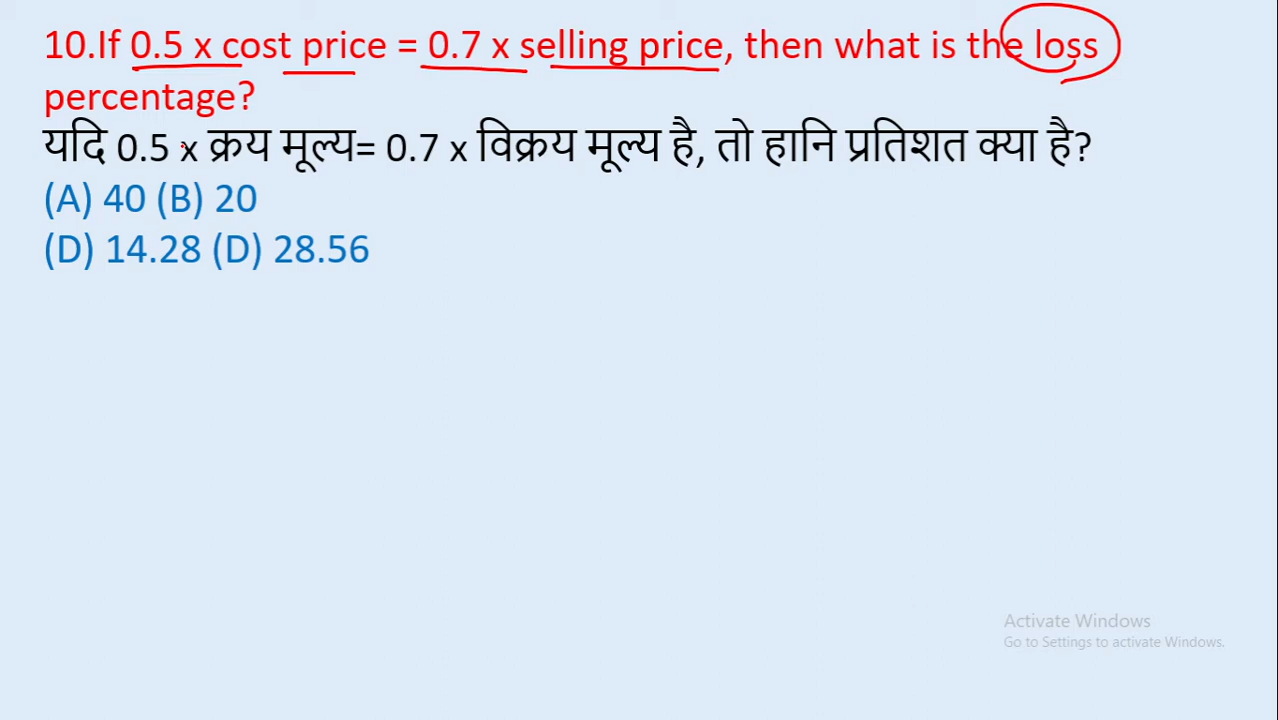 10.If 0.5 x cost price = 0.7 x selling price, then what is the loss
percentage?
यदि 0.5 x क्रय मूल्य= 0.7 x विक्रय मूल्य है, तो हानि प्रतिशत क्या है?
(A) 40 (B) 20
(D) 14.28 (D) 28.56
Activate Windows
Go to Settings to activate Windows.